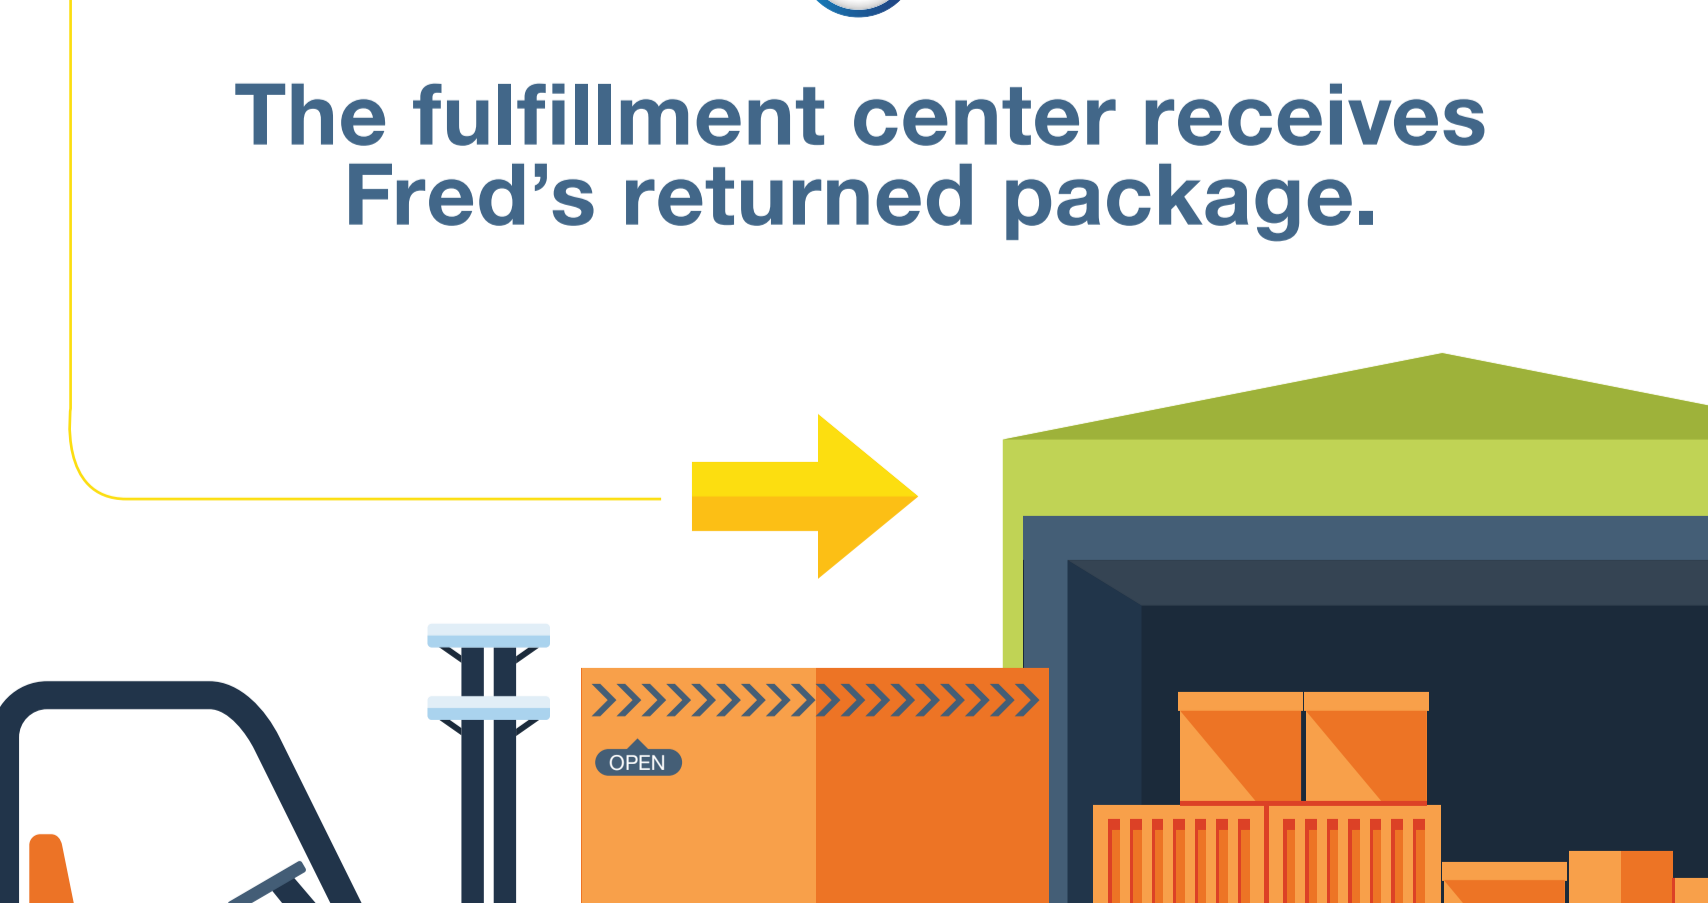 The fulfillment center receives
Fred’s returned package.
OPEN